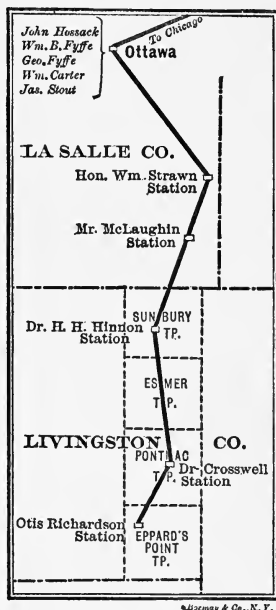 John Hossack
Wm. B. Fyffe
Geo. Fyffe
Wm. Carter
Jas. Stout
To Chicago
Ottawa
LA SALLE CO.
Hon. Wm. Strawn
Station
Mr. McLaughin
Station
Dr. H. H. Hinnon
Station
SUNBURY
TP.
ESMER
TP.
LIVINGSTON CO.
PONTIAC
TP.
Dr. Crosswell
Station
Otis Richardson
Station
EPPARD'S
POINT
TP.
Bormay & Co., N.Y.